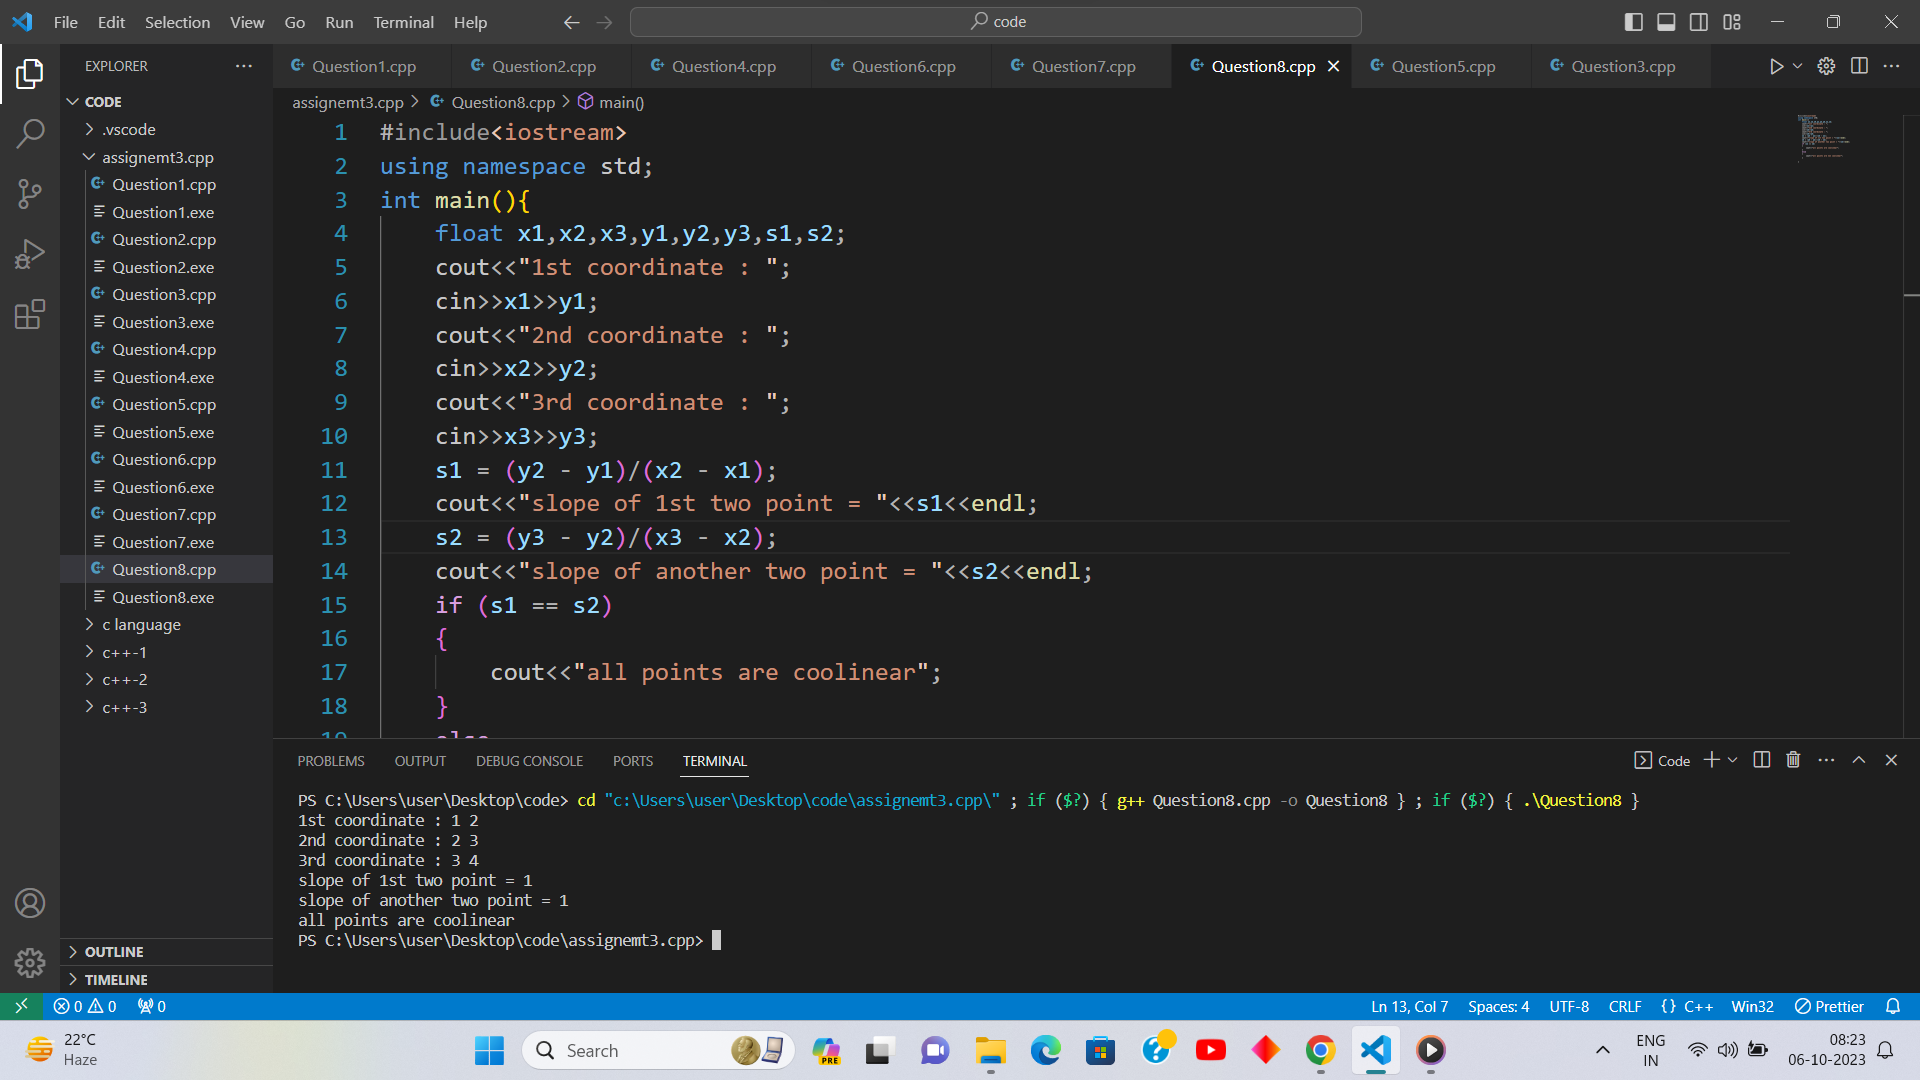 File Edit Selection View Go Run Terminal Help
code
EXPLORER
Question1.cpp Question2.cpp Question4.cpp Question6.cpp Question7.cpp Question8.cpp Question5.cpp Question3.cpp
assignemt3.cpp > Question8.cpp > main()
CODE
.vscode
assignemt3.cpp
Question1.cpp
Question1.exe
Question2.cpp
Question2.exe
Question3.cpp
Question3.exe
Question4.cpp
Question4.exe
Question5.cpp
Question5.exe
Question6.cpp
Question6.exe
Question7.cpp
Question7.exe
Question8.cpp
Question8.exe
c language
c++-1
c++-2
c++-3
OUTLINE
TIMELINE
1 #include<iostream>
2 using namespace std;
3 int main(){
4 float x1,x2,x3,y1,y2,y3,s1,s2;
5 cout<<"1st coordinate : ";
6 cin>>x1>>y1;
7 cout<<"2nd coordinate : ";
8 cin>>x2>>y2;
9 cout<<"3rd coordinate : ";
10 cin>>x3>>y3;
11 s1 = (y2 - y1)/(x2 - x1);
12 cout<<"slope of 1st two point = "<<s1<<endl;
13 s2 = (y3 - y2)/(x3 - x2);
14 cout<<"slope of another two point = "<<s2<<endl;
15 if (s1 == s2)
16 {
17 cout<<"all points are coolinear";
18 }
19 else
PROBLEMS OUTPUT DEBUG CONSOLE PORTS TERMINAL
Code
PS C:\Users\user\Desktop\code> cd "c:\Users\user\Desktop\code\assignemt3.cpp\" ; if ($?) { g++ Question8.cpp -o Question8 } ; if ($?) { .\Question8 }
1st coordinate : 1 2
2nd coordinate : 2 3
3rd coordinate : 3 4
slope of 1st two point = 1
slope of another two point = 1
all points are coolinear
PS C:\Users\user\Desktop\code\assignemt3.cpp>
0 0 0 Ln 13, Col 7 Spaces: 4 UTF-8 CRLF {} C++ Win32 Prettier
22°C
Haze
Search
PRE
ENG
IN
08:23
06-10-2023